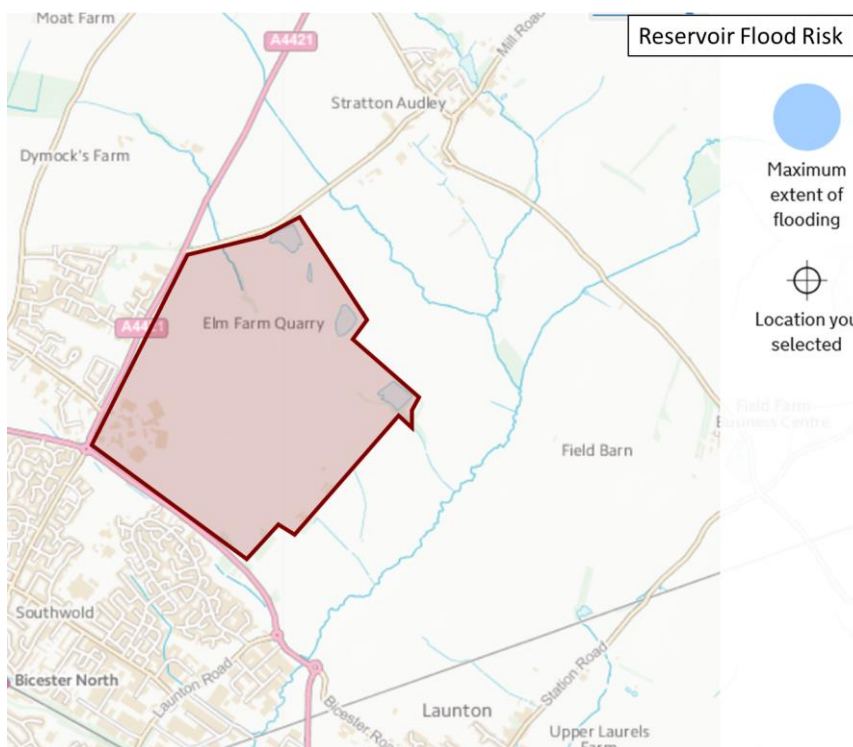 Moat Farm
A4421
Mill Road
Reservoir Flood Risk
Stratton Audley
Dymock's Farm
Maximum
extent of
flooding
Location you
selected
A4421
Elm Farm Quarry
Field Farm
Business Centre
Field Barn
Southwold
Bicester North
Launton Road
Bicester Road
Launton
Station Road
Upper Laurels
Farm